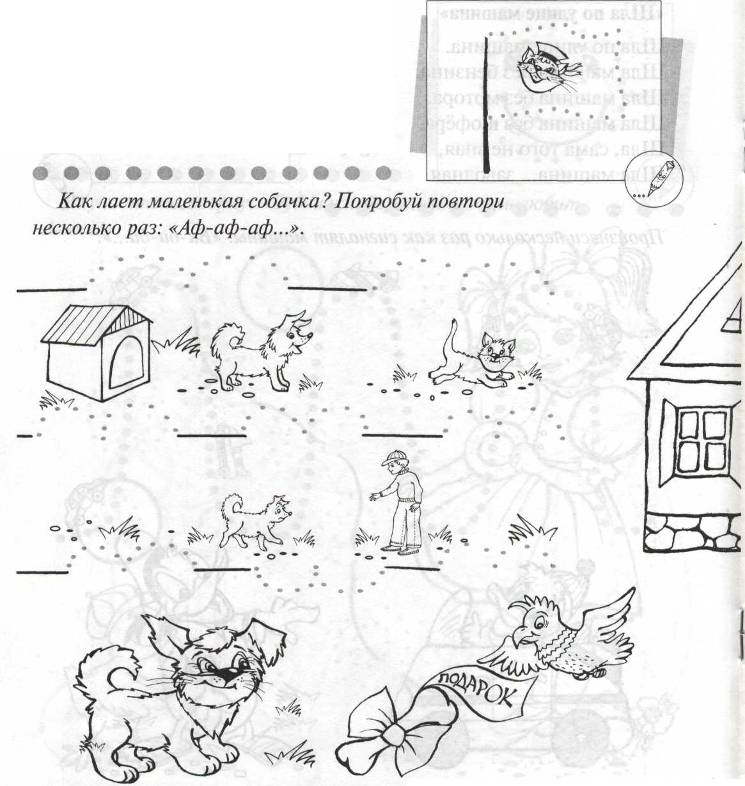 Как лает маленькая собачка? Попробуй повтори
несколько раз: «Аф-аф-аф...».
ПОДАРОК